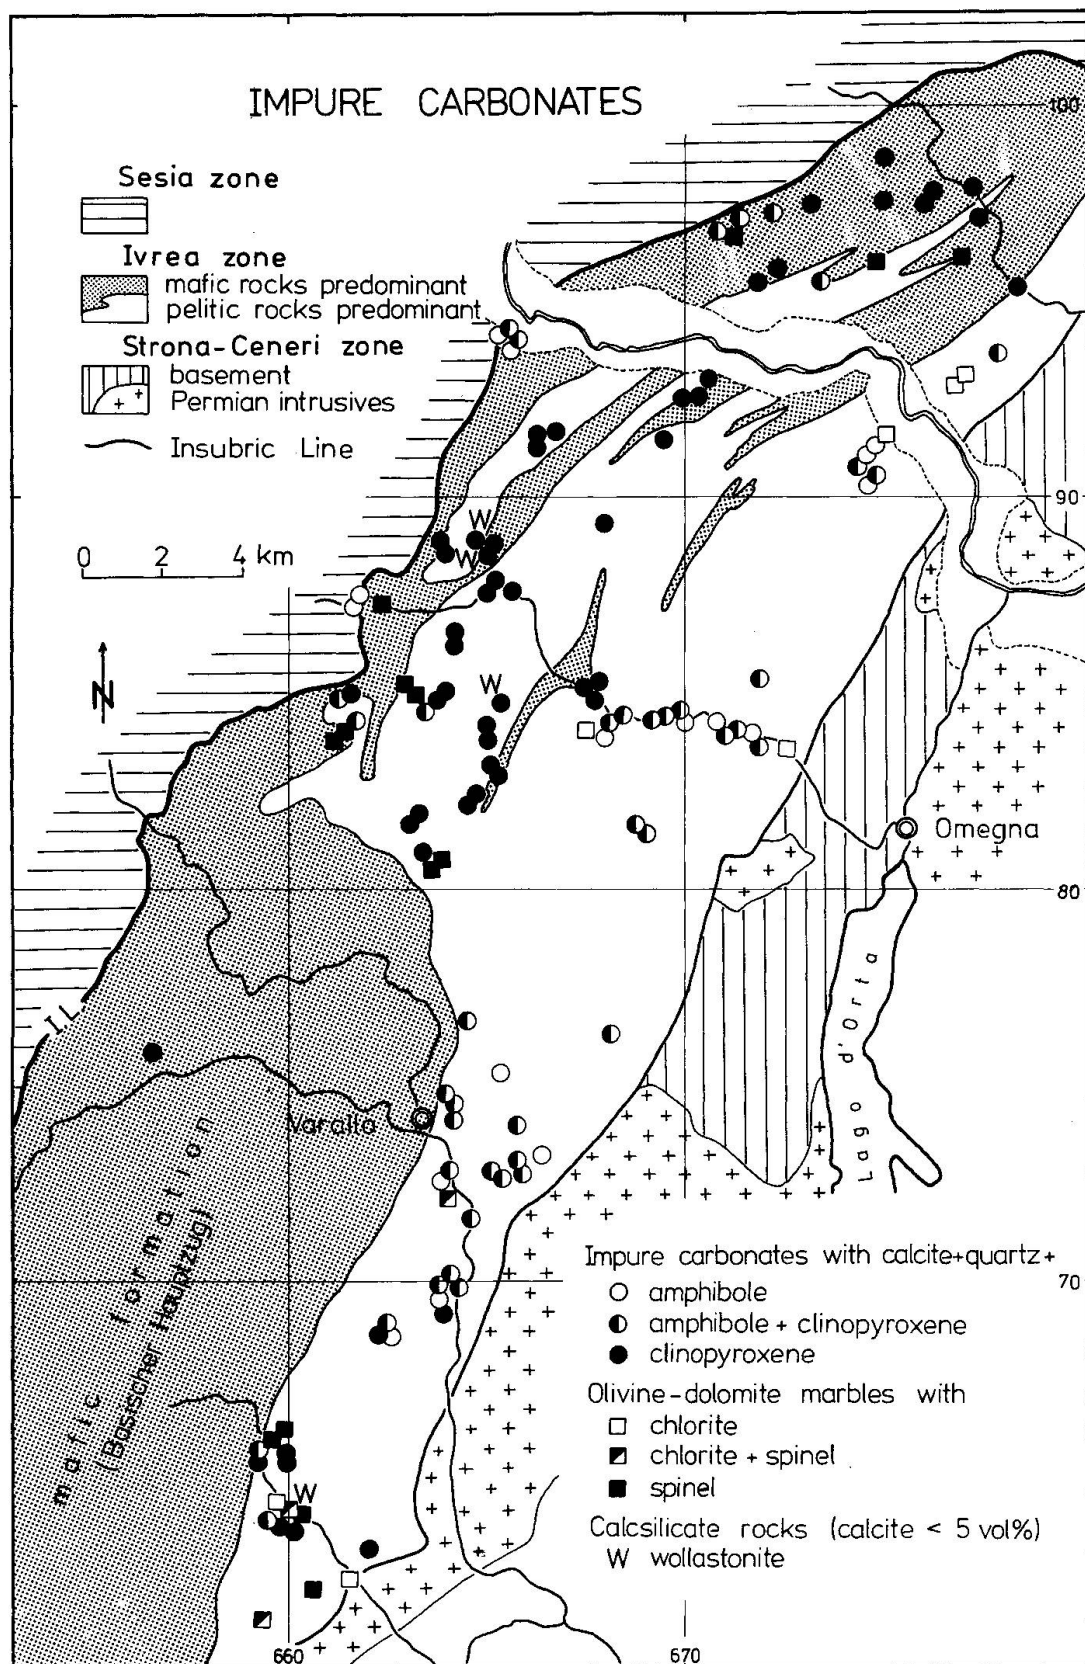 IMPURE CARBONATES
Sesia zone
Ivrea zone
mafic rocks predominant
pelitic rocks predominant
Strona-Ceneri zone
basement
Permian intrusives
Insubric Line
0 2 4 km
N
100
90
W
W
W
Omegna
80
IL
Lago d'Orta
Varallo
mafic formation
(Basischer Hauptzug)
70
Impure carbonates with calcite+quartz+
amphibole
amphibole + clinopyroxene
clinopyroxene
Olivine-dolomite marbles with
chlorite
chlorite + spinel
spinel
Calcsilicate rocks (calcite < 5 vol%)
W wollastonite
W
660
670